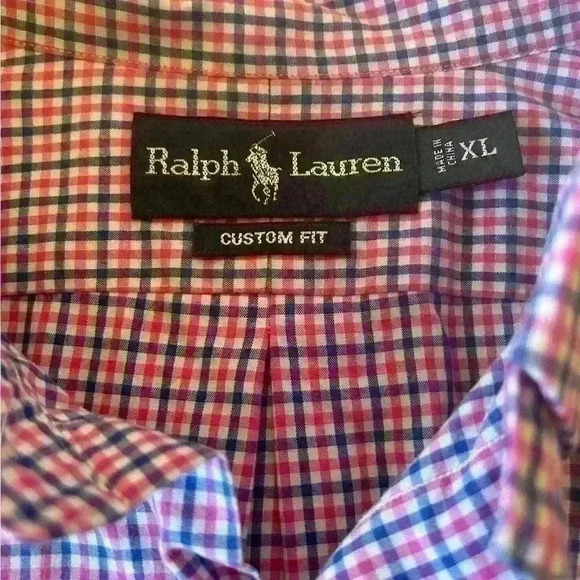 Ralph Lauren
MADE IN
CHINA
XL
CUSTOM FIT